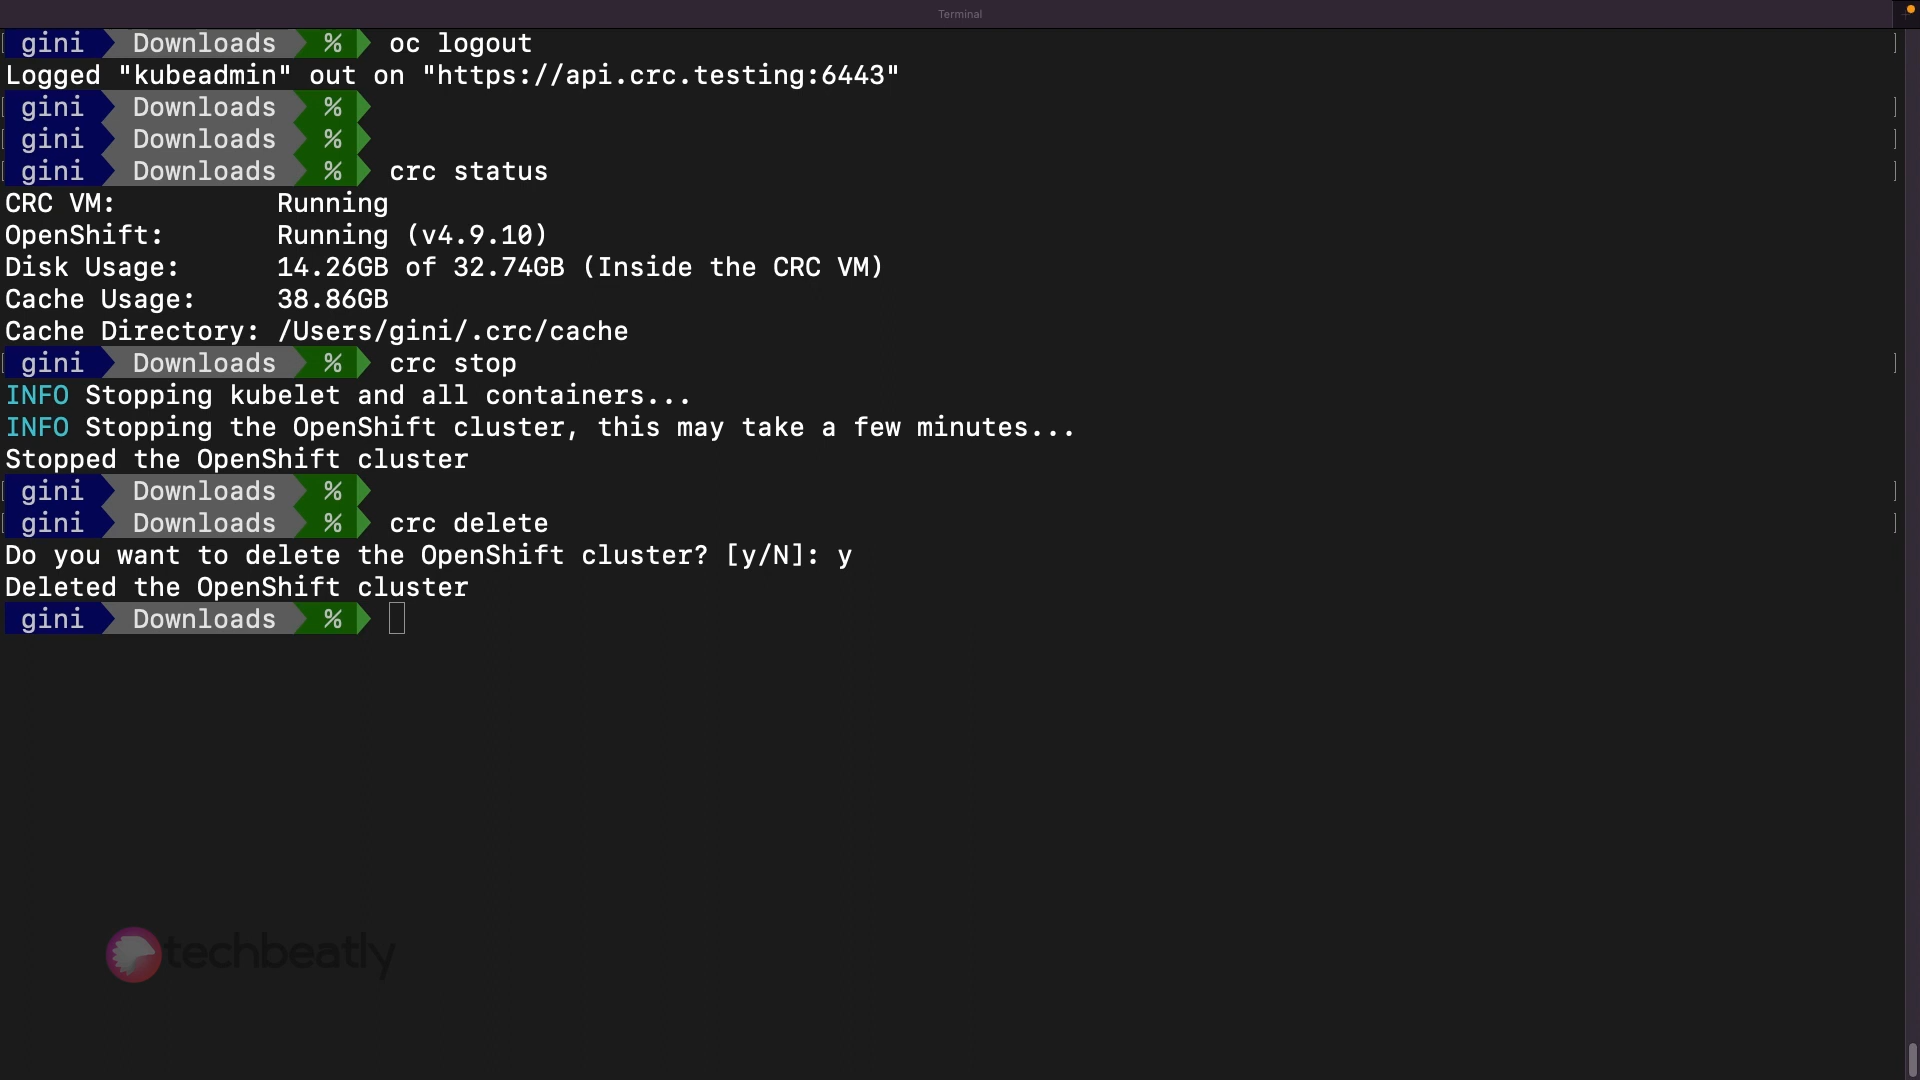 Terminal
gini Downloads % oc logout
Logged "kubeadmin" out on "https://api.crc.testing:6443"
gini Downloads %
gini Downloads %
gini Downloads % crc status
CRC VM: Running
OpenShift: Running (v4.9.10)
Disk Usage: 14.26GB of 32.74GB (Inside the CRC VM)
Cache Usage: 38.86GB
Cache Directory: /Users/gini/.crc/cache
gini Downloads % crc stop
INFO Stopping kubelet and all containers...
INFO Stopping the OpenShift cluster, this may take a few minutes...
Stopped the OpenShift cluster
gini Downloads %
gini Downloads % crc delete
Do you want to delete the OpenShift cluster? [y/N]: y
Deleted the OpenShift cluster
gini Downloads %
techbeatly